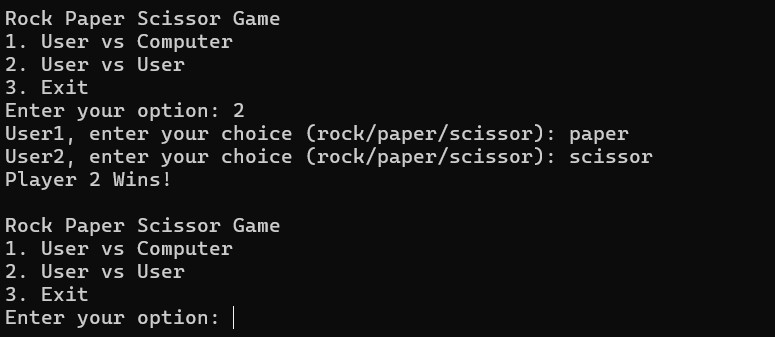 Rock Paper Scissor Game
1. User vs Computer
2. User vs User
3. Exit
Enter your option: 2
User1, enter your choice (rock/paper/scissor): paper
User2, enter your choice (rock/paper/scissor): scissor
Player 2 Wins!

Rock Paper Scissor Game
1. User vs Computer
2. User vs User
3. Exit
Enter your option: